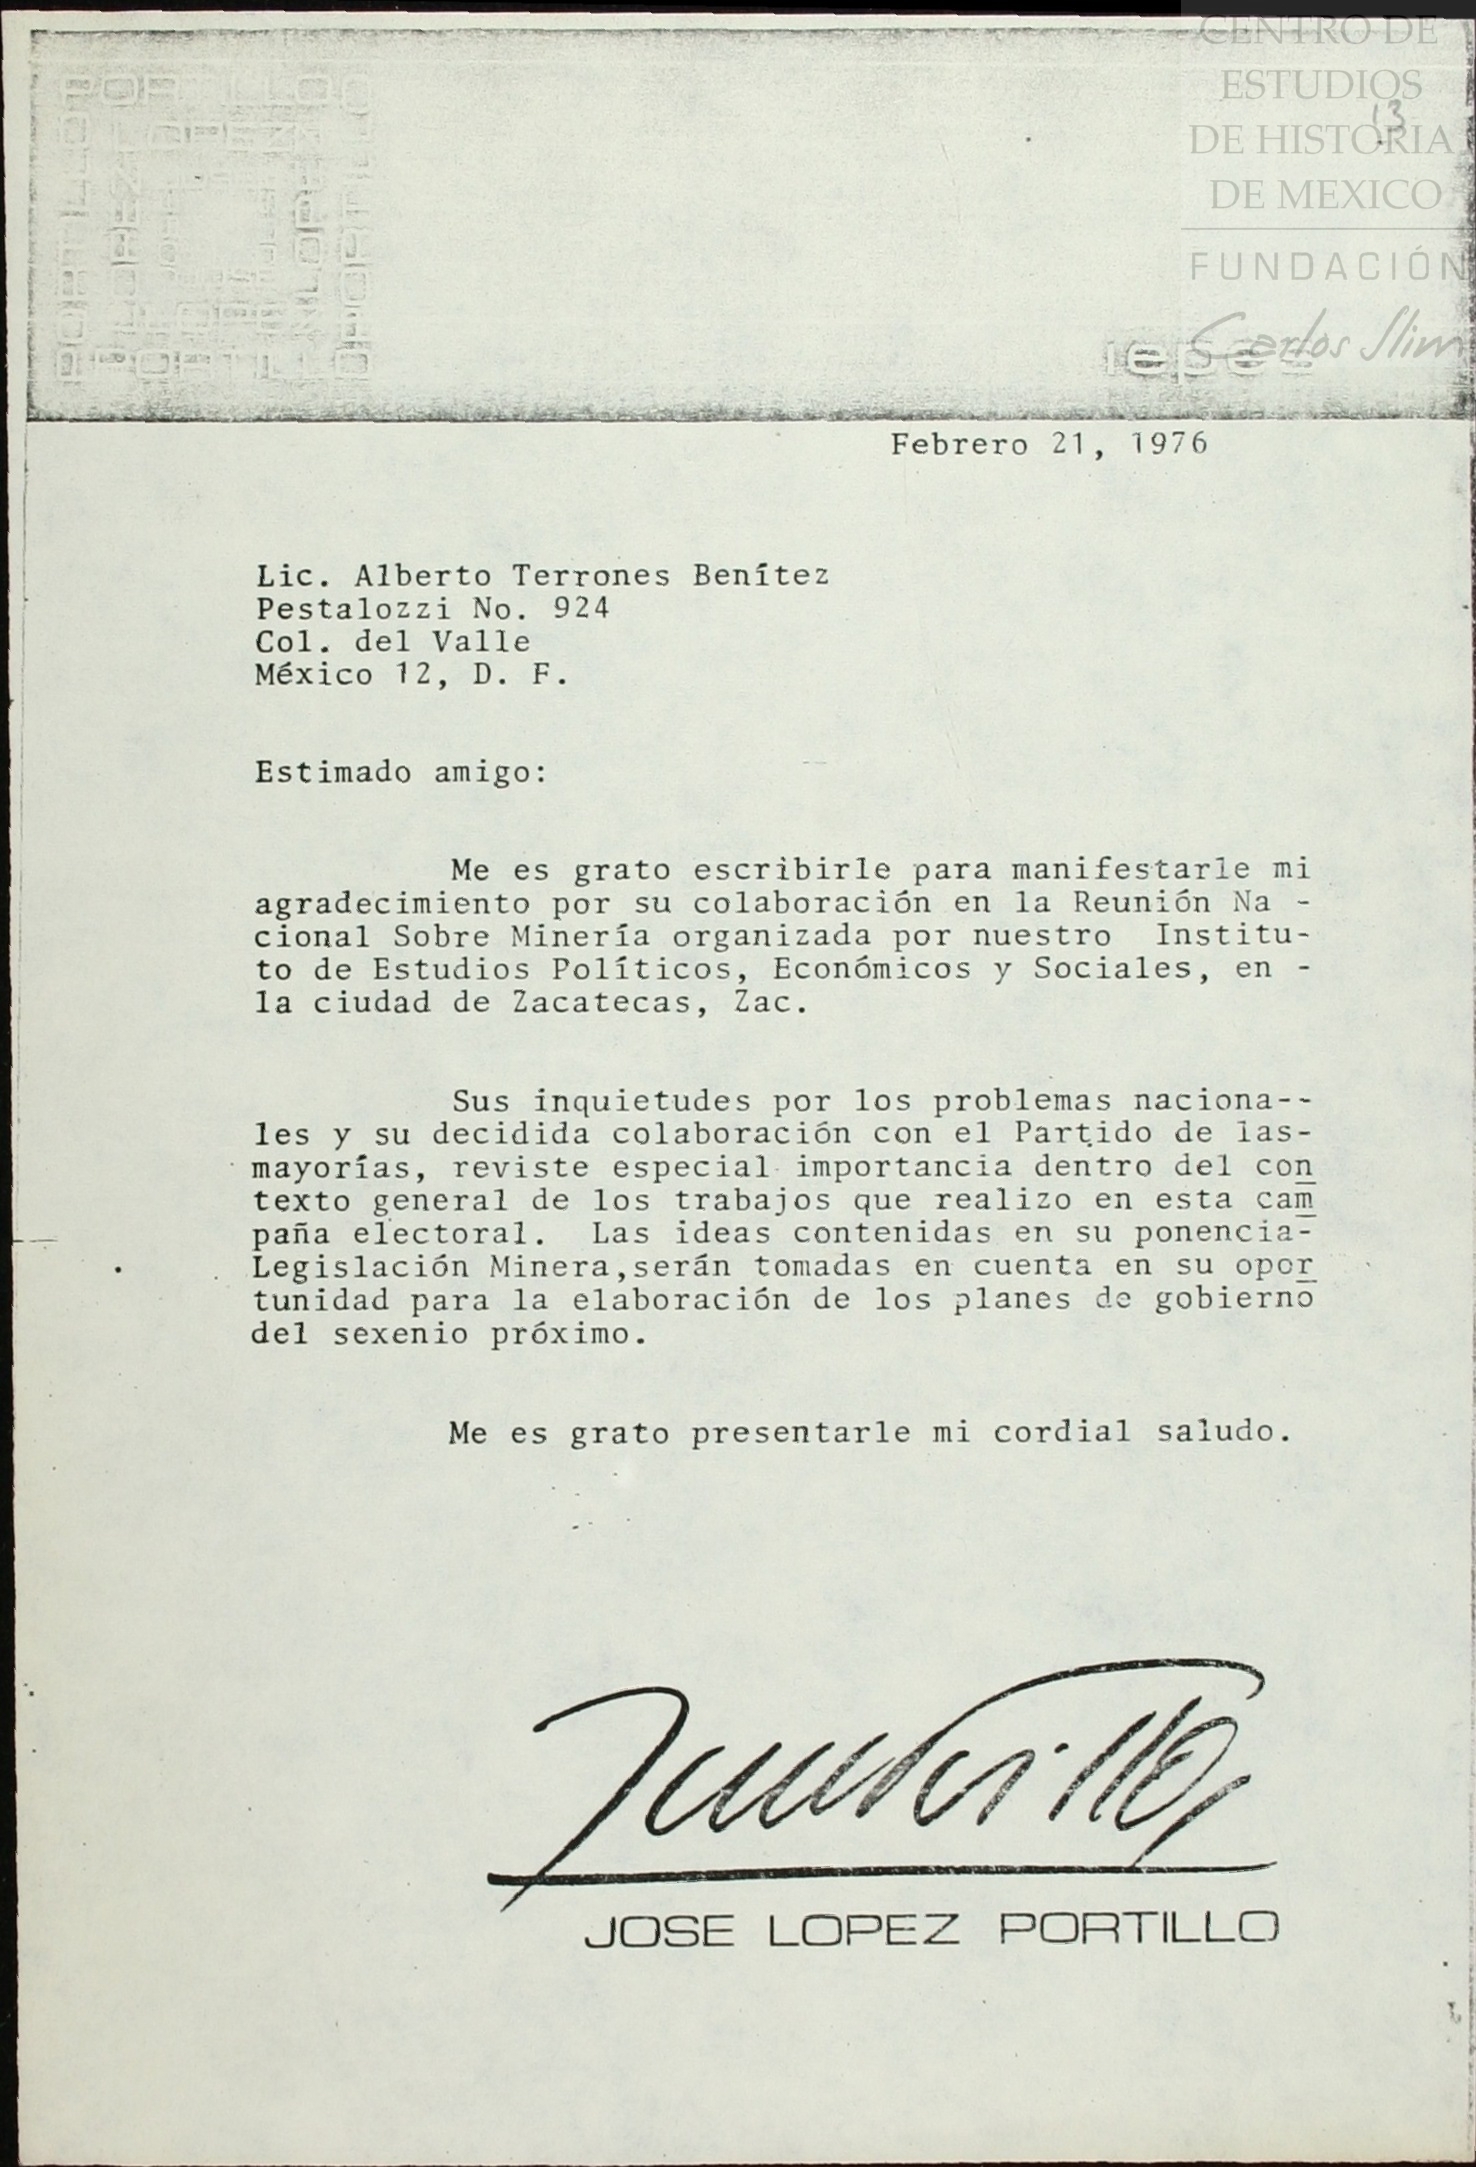 CENTRO DE
ESTUDIOS
DE HISTORIA
DE MEXICO
FUNDACIÓN
Carlos Slim
13
iepes
Febrero 21, 1976
Lic. Alberto Terrones Benítez
Pestalozzi No. 924
Col. del Valle
México 12, D. F.
Estimado amigo:
Me es grato escribirle para manifestarle mi
agradecimiento por su colaboración en la Reunión Na -
cional Sobre Minería organizada por nuestro Institu-
to de Estudios Políticos, Económicos y Sociales, en -
la ciudad de Zacatecas, Zac.
Sus inquietudes por los problemas naciona--
les y su decidida colaboración con el Partido de las-
mayorías, reviste especial importancia dentro del con
texto general de los trabajos que realizo en esta cam
paña electoral. Las ideas contenidas en su ponencia-
Legislación Minera,serán tomadas en cuenta en su opor
tunidad para la elaboración de los planes de gobierno
del sexenio próximo.
Me es grato presentarle mi cordial saludo.
JOSE LOPEZ PORTILLO